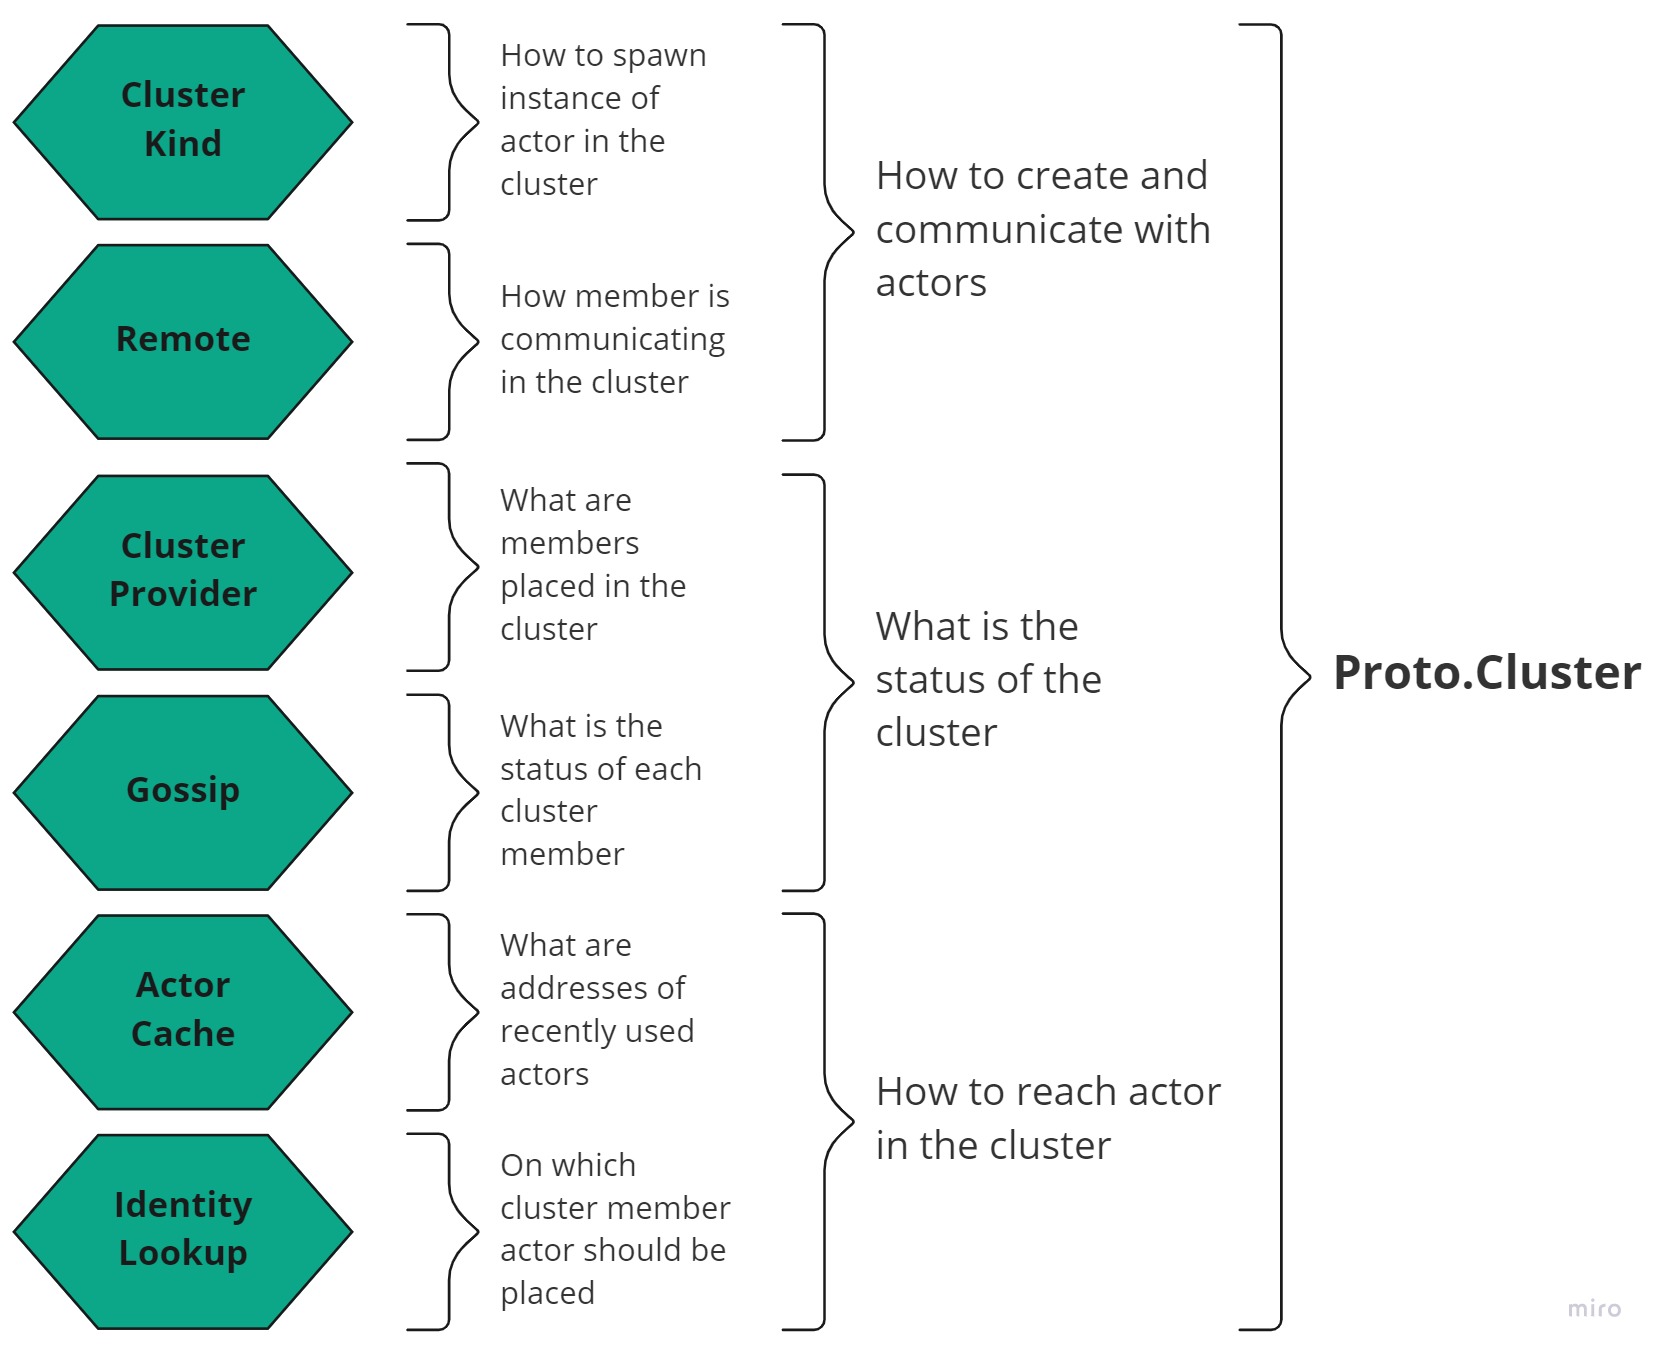 Cluster
Kind
How to spawn
instance of
actor in the
cluster
Remote
How member is
communicating
in the cluster
How to create and
communicate with
actors
Cluster
Provider
What are
members
placed in the
cluster
Gossip
What is the
status of each
cluster
member
What is the
status of the
cluster
Actor
Cache
What are
addresses of
recently used
actors
Identity
Lookup
On which
cluster member
actor should be
placed
How to reach actor
in the cluster
Proto.Cluster
miro